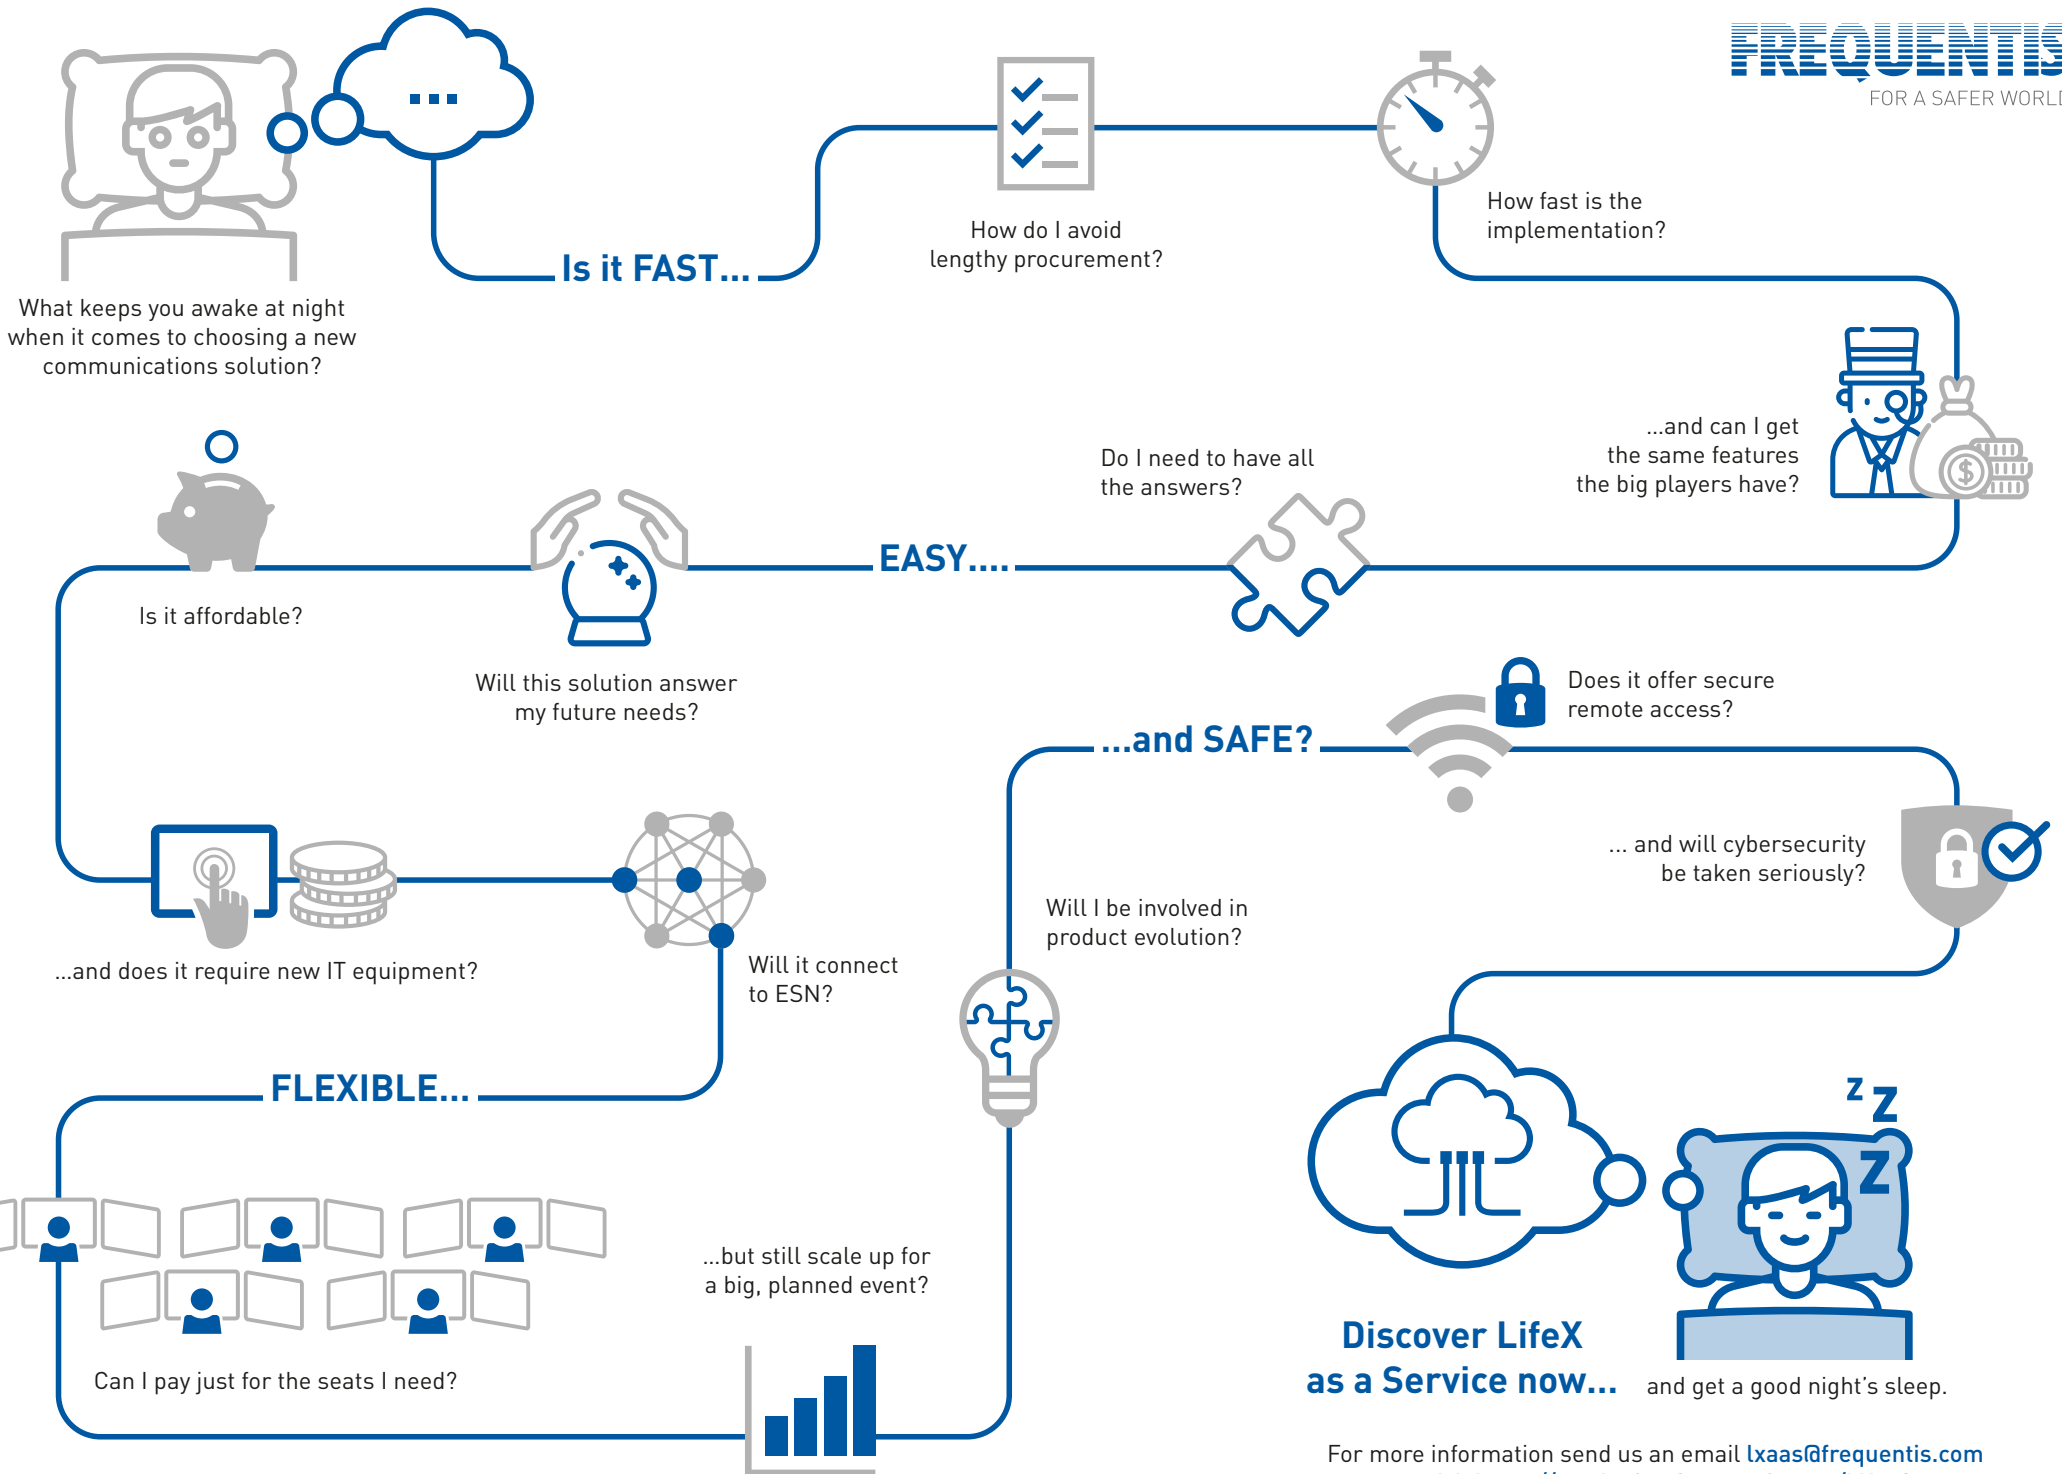 FREQUENTIS
FOR A SAFER WORLD
What keeps you awake at night
when it comes to choosing a new
communications solution?
Is it FAST...
How do I avoid
lengthy procurement?
How fast is the
implementation?
...and can I get
the same features
the big players have?
$
Do I need to have all
the answers?
EASY....
Will this solution answer
my future needs?
Is it affordable?
...and does it require new IT equipment?
Will it connect
to ESN?
FLEXIBLE...
Can I pay just for the seats I need?
...but still scale up for
a big, planned event?
Will I be involved in
product evolution?
...and SAFE?
Does it offer secure
remote access?
... and will cybersecurity
be taken seriously?
z z
z
Discover LifeX
as a Service now...
and get a good night's sleep.
For more information send us an email lxaas@frequentis.com